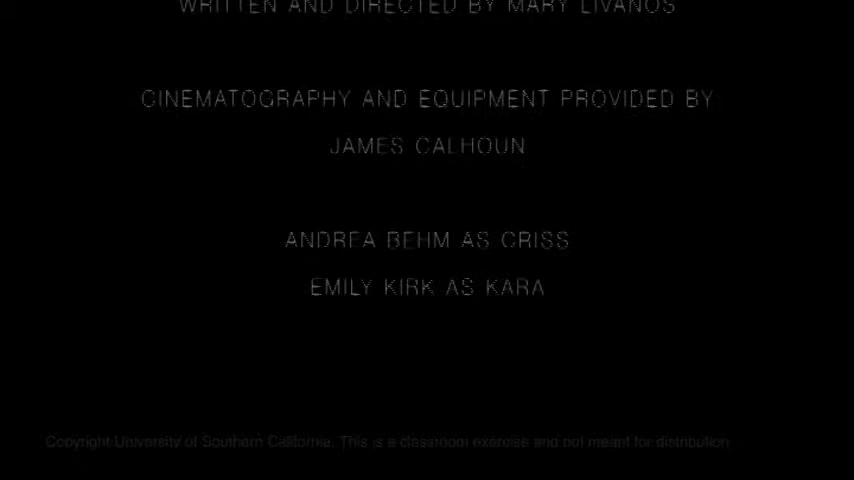 WRITTEN AND DIRECTED BY MARY LIVANOS
CINEMATOGRAPHY AND EQUIPMENT PROVIDED BY
JAMES CALHOUN
ANDREA BEHM AS CRISS
EMILY KIRK AS KARA
Copyright University of Southern California. This is a classroom exercise and not meant for distribution